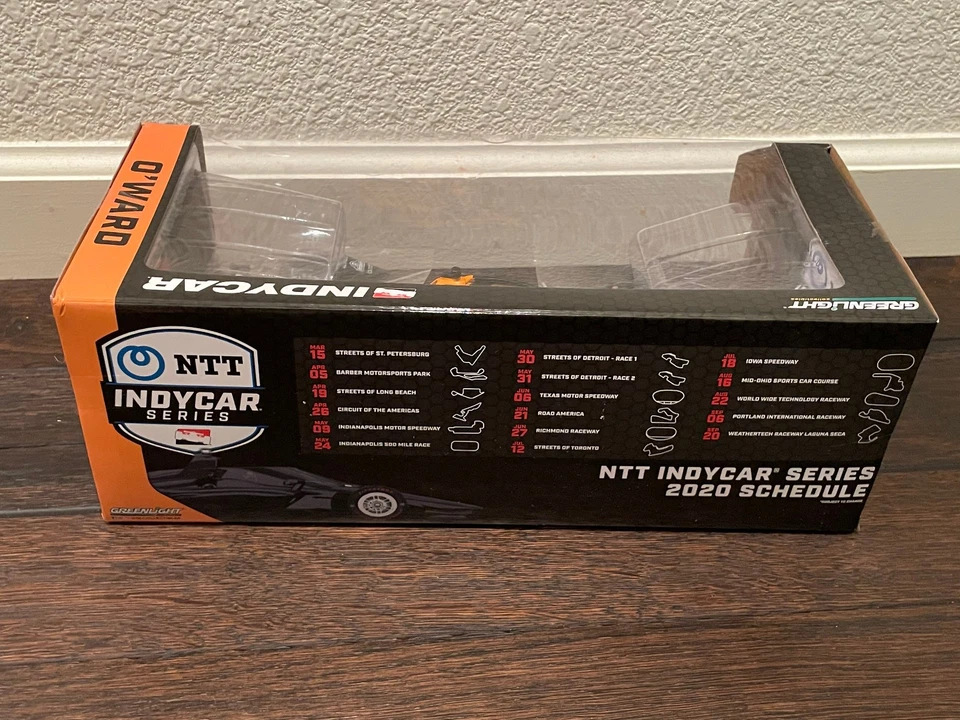 O'WARD
INDYCAR
GREENLIGHT
COLLECTIBLES
NTT
INDYCAR
SERIES
MAR 15 STREETS OF ST. PETERSBURG
APR 05 BARBER MOTORSPORTS PARK
APR 19 STREETS OF LONG BEACH
APR 26 CIRCUIT OF THE AMERICAS
MAY 09 INDIANAPOLIS MOTOR SPEEDWAY
MAY 24 INDIANAPOLIS 500 MILE RACE
MAY 30 STREETS OF DETROIT - RACE 1
MAY 31 STREETS OF DETROIT - RACE 2
JUN 06 TEXAS MOTOR SPEEDWAY
JUN 21 ROAD AMERICA
JUN 27 RICHMOND RACEWAY
JUL 12 STREETS OF TORONTO
JUL 18 IOWA SPEEDWAY
AUG 16 MID-OHIO SPORTS CAR COURSE
AUG 22 WORLD WIDE TECHNOLOGY RACEWAY
SEP 06 PORTLAND INTERNATIONAL RACEWAY
SEP 20 WEATHERTECH RACEWAY LAGUNA SECA
NTT INDYCAR® SERIES
2020 SCHEDULE
*SUBJECT TO CHANGE.
GREENLIGHT